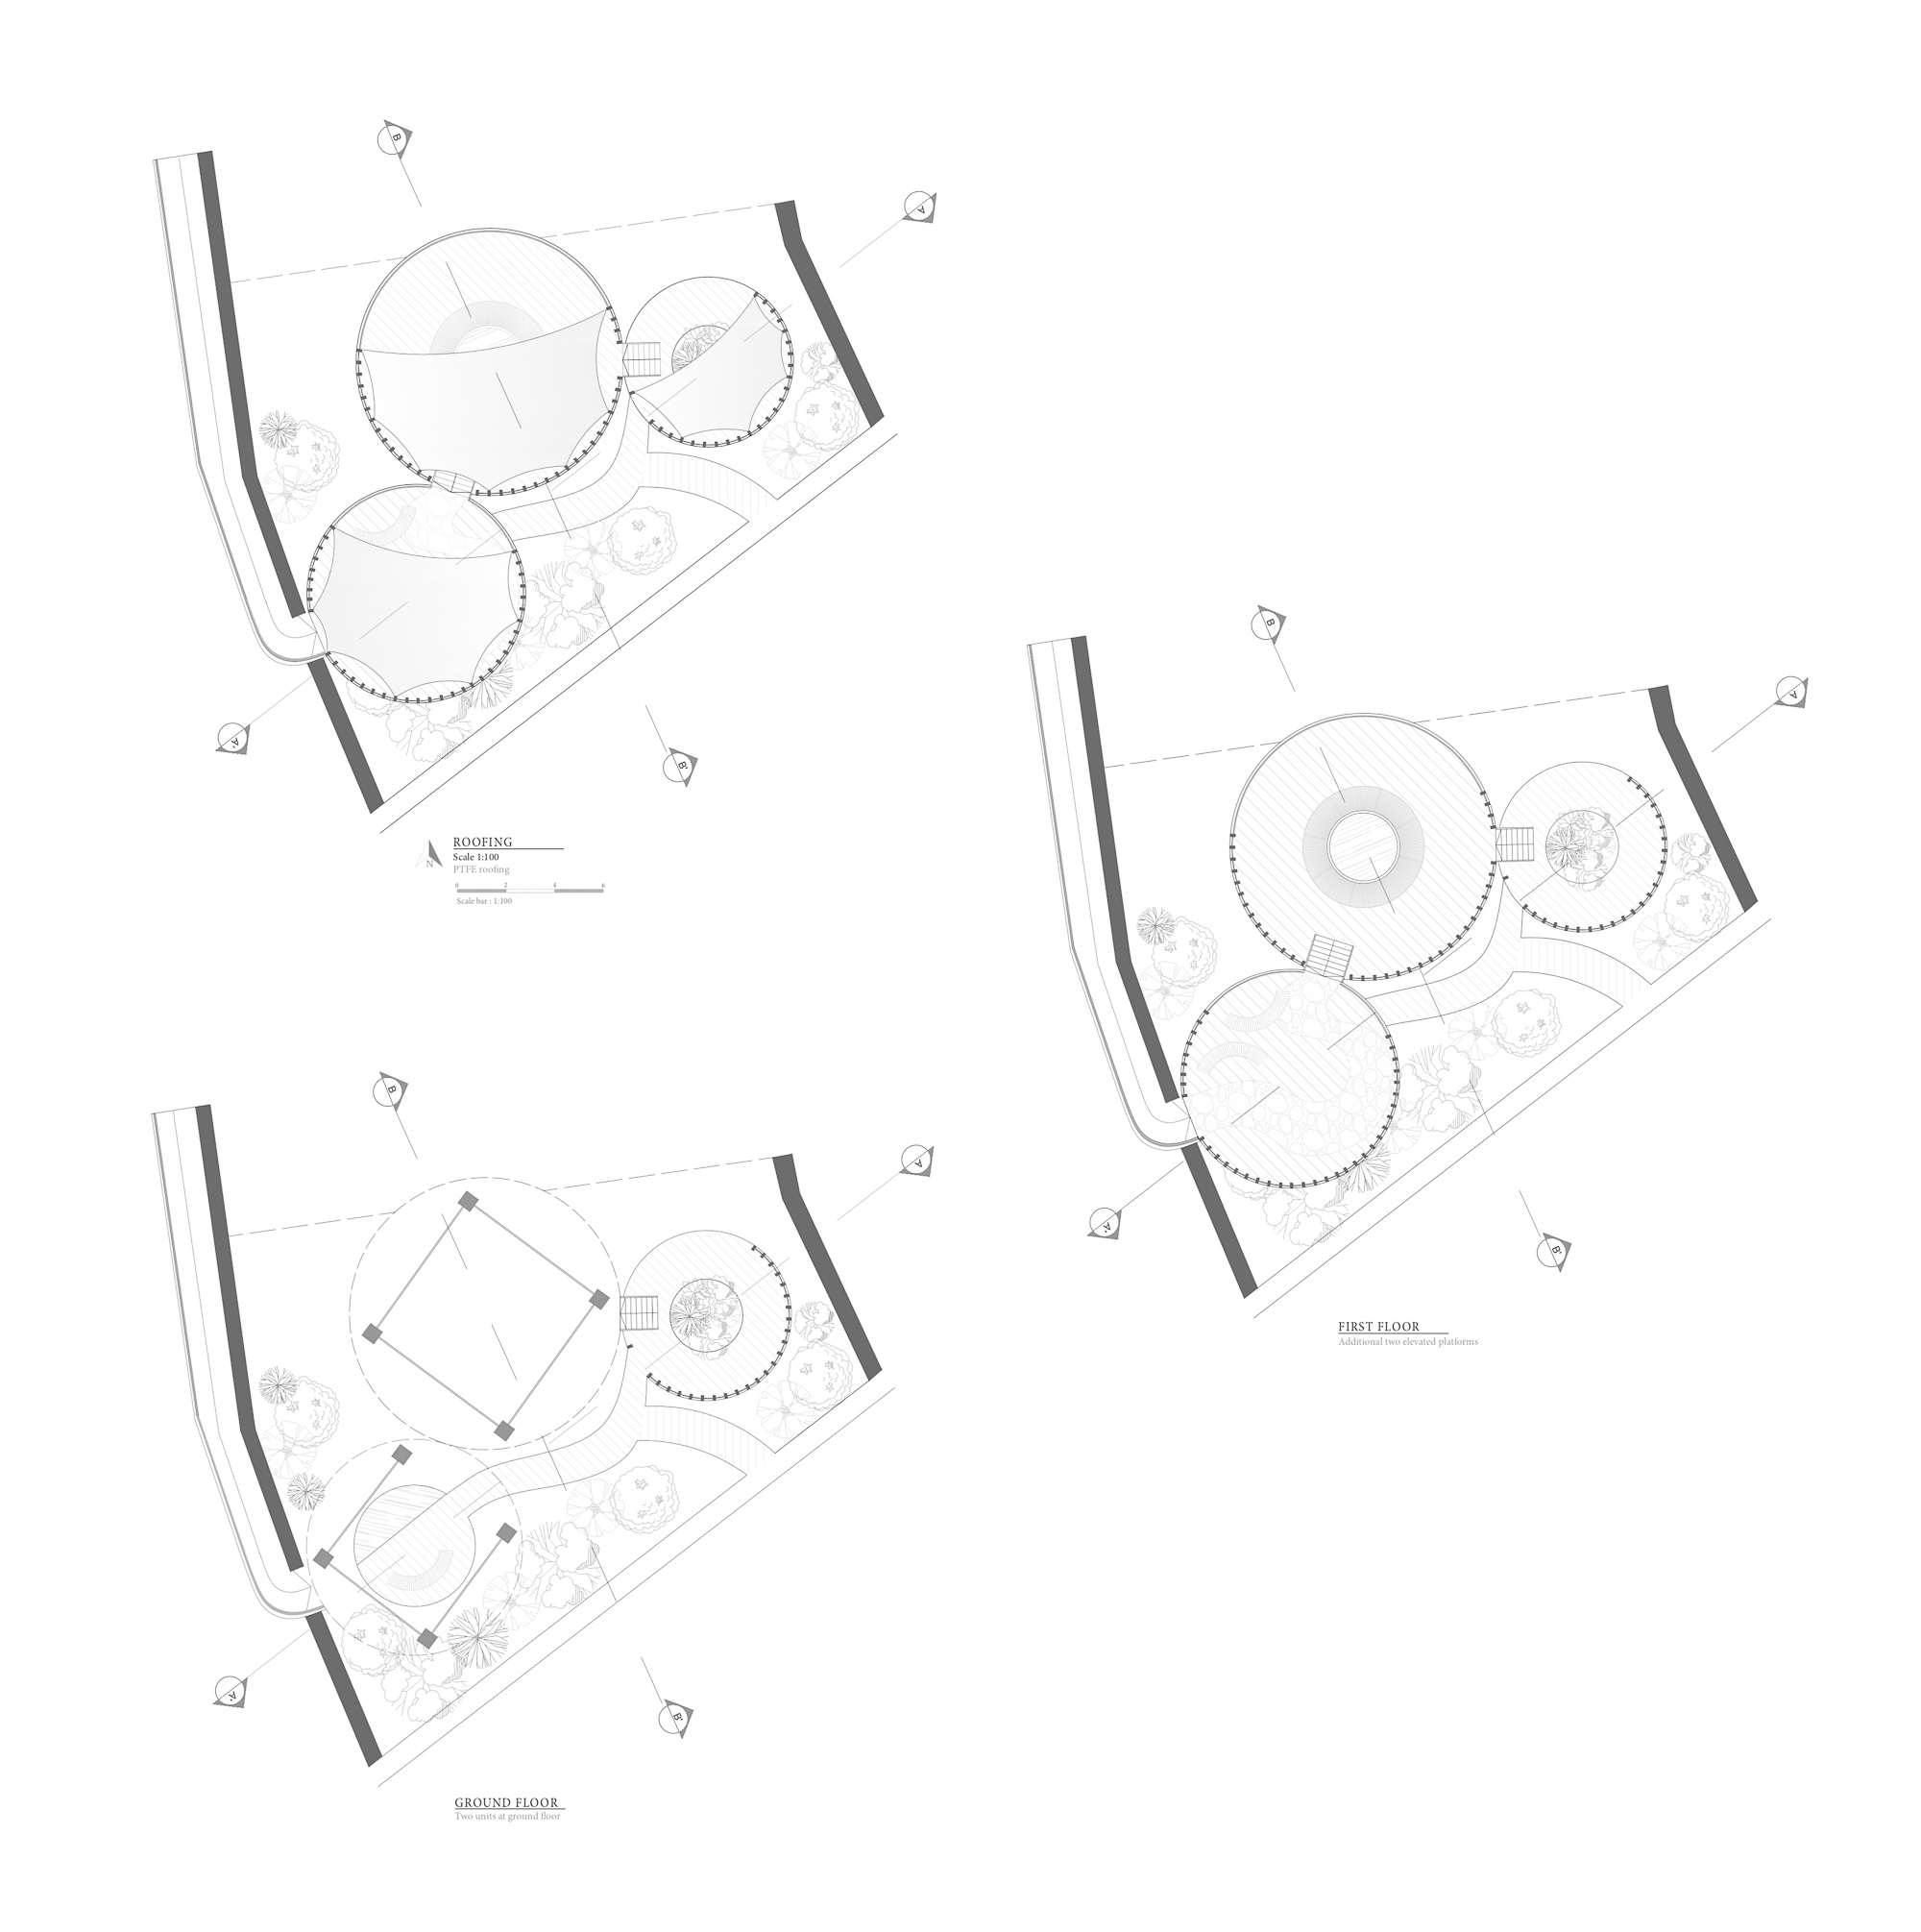 B
A
A'
B'
N
ROOFING
Scale 1:100
PTFE roofing
0 2 4 6
Scale bar : 1:100
B
A
A'
B'
FIRST FLOOR
Additional two elevated platforms
B
A
A'
B'
GROUND FLOOR
Two units at ground floor